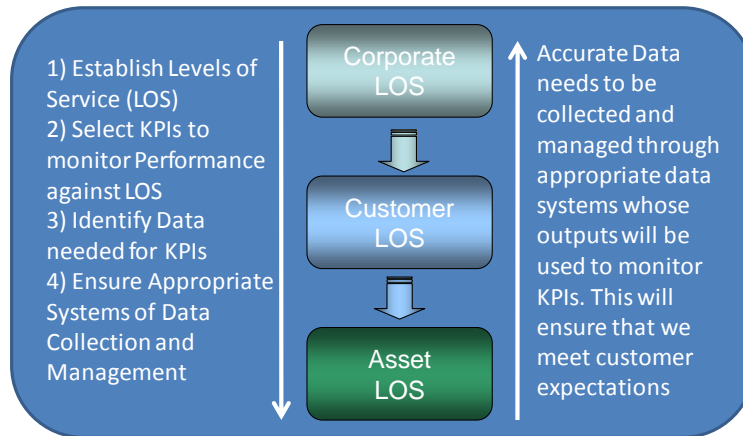 1) Establish Levels of
Service (LOS)
2) Select KPIs to
monitor Performance
against LOS
3) Identify Data
needed for KPIs
4) Ensure Appropriate
Systems of Data
Collection and
Management
Corporate
LOS
Customer
LOS
Asset
LOS
Accurate Data
needs to be
collected and
managed through
appropriate data
systems whose
outputs will be
used to monitor
KPIs. This will
ensure that we
meet customer
expectations